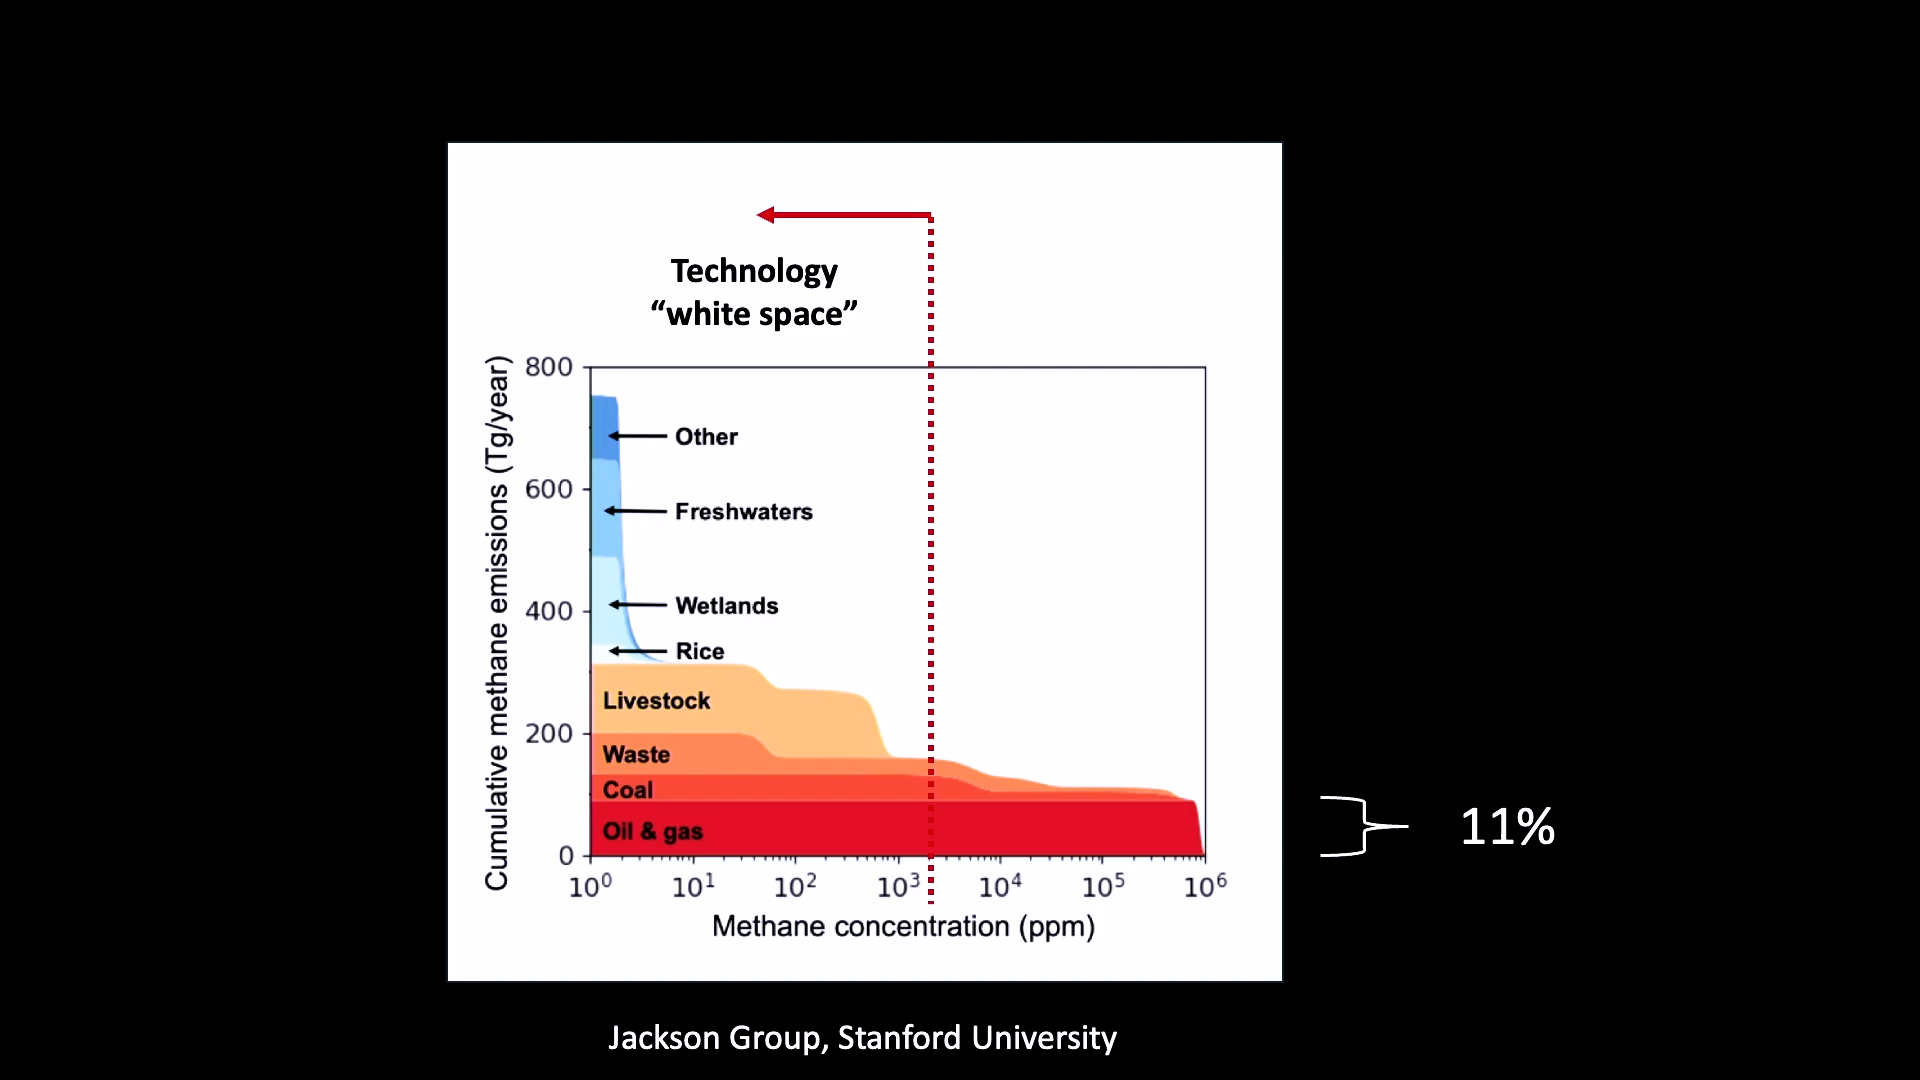 Technology
“white space”
Cumulative methane emissions (Tg/year)
800
600
400
200
0
Other
Freshwaters
Wetlands
Rice
Livestock
Waste
Coal
Oil & gas
10⁰ 10¹ 10² 10³ 10⁴ 10⁵ 10⁶
Methane concentration (ppm)
11%
Jackson Group, Stanford University